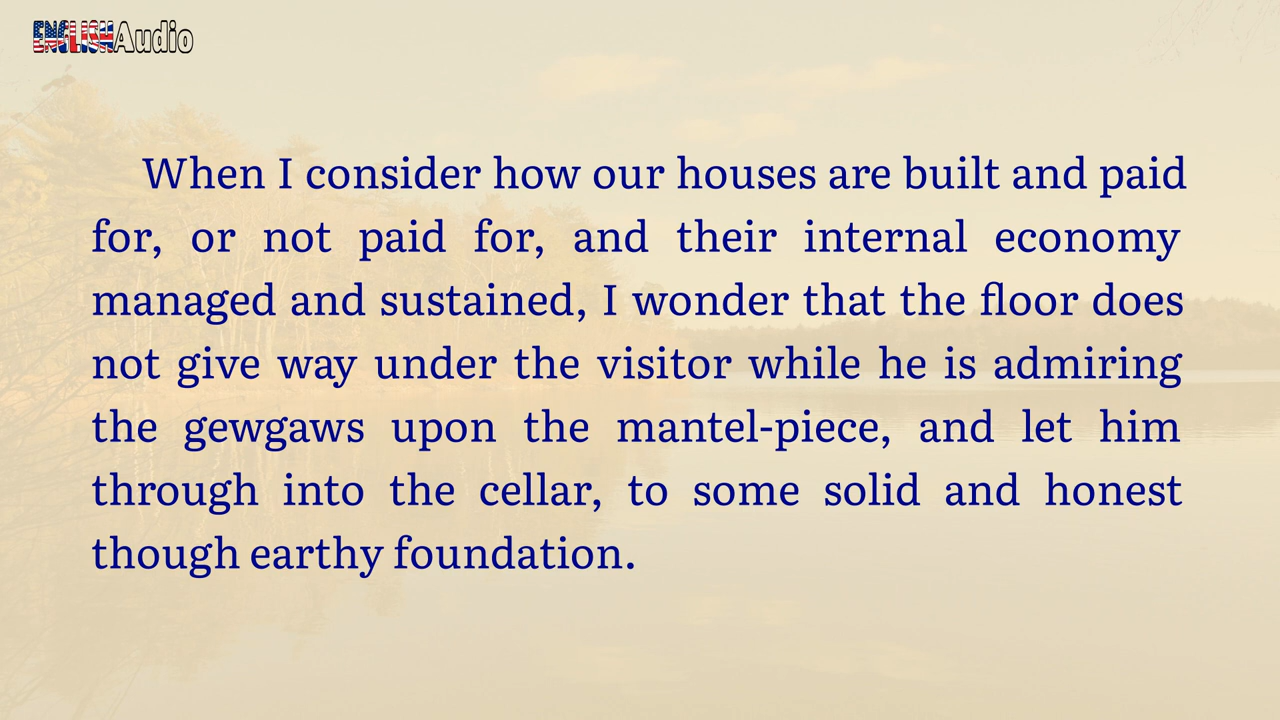 ENGLISHAudio
When I consider how our houses are built and paid
for, or not paid for, and their internal economy
managed and sustained, I wonder that the floor does
not give way under the visitor while he is admiring
the gewgaws upon the mantel-piece, and let him
through into the cellar, to some solid and honest
though earthy foundation.